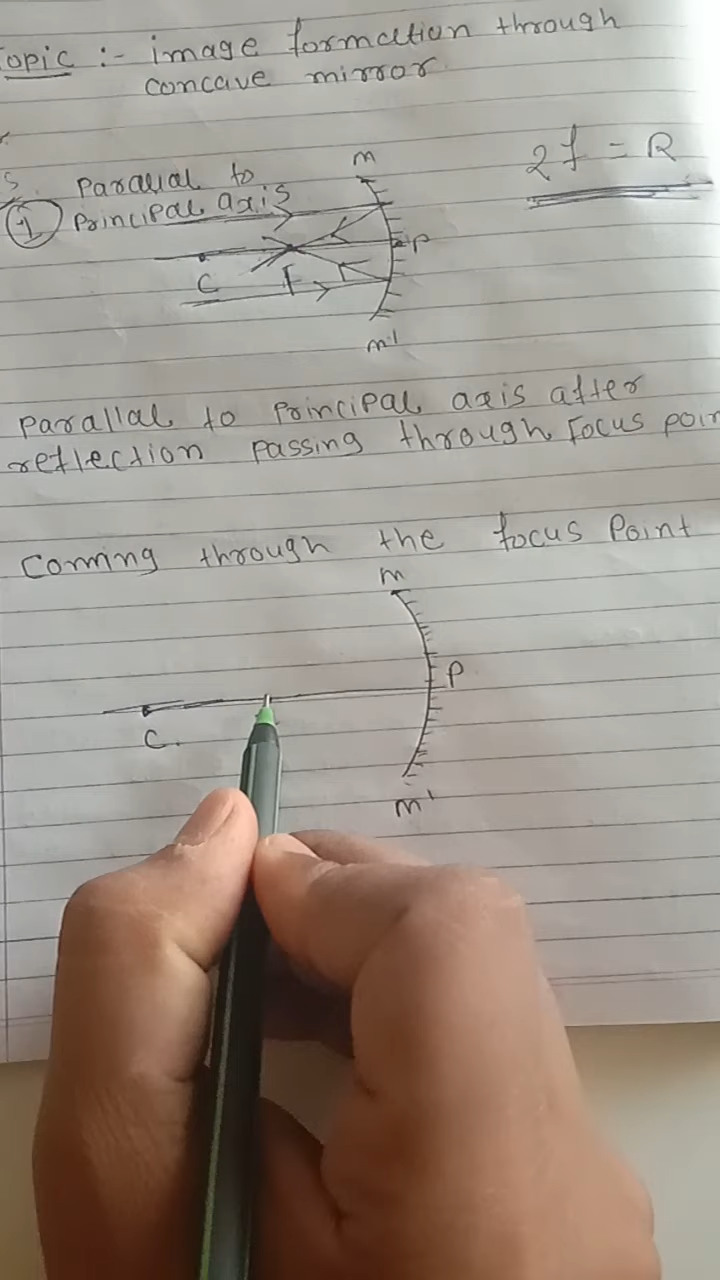 Topic :- image formation through
concave mirror.
Parallal to
① Principal axis
2f = R
m
P
C
F
m'
Parallal to Principal axis after
reflection passing through Focus poin
Coming through the focus Point
m
P
C.
m'